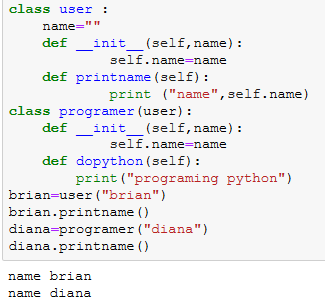 class user :
    name=""
    def __init__(self,name):
            self.name=name
    def printname(self):
            print ("name",self.name)
class programer(user):
    def __init__(self,name):
            self.name=name
    def dopython(self):
        print("programing python")
brian=user("brian")
brian.printname()
diana=programer("diana")
diana.printname()
name brian
name diana